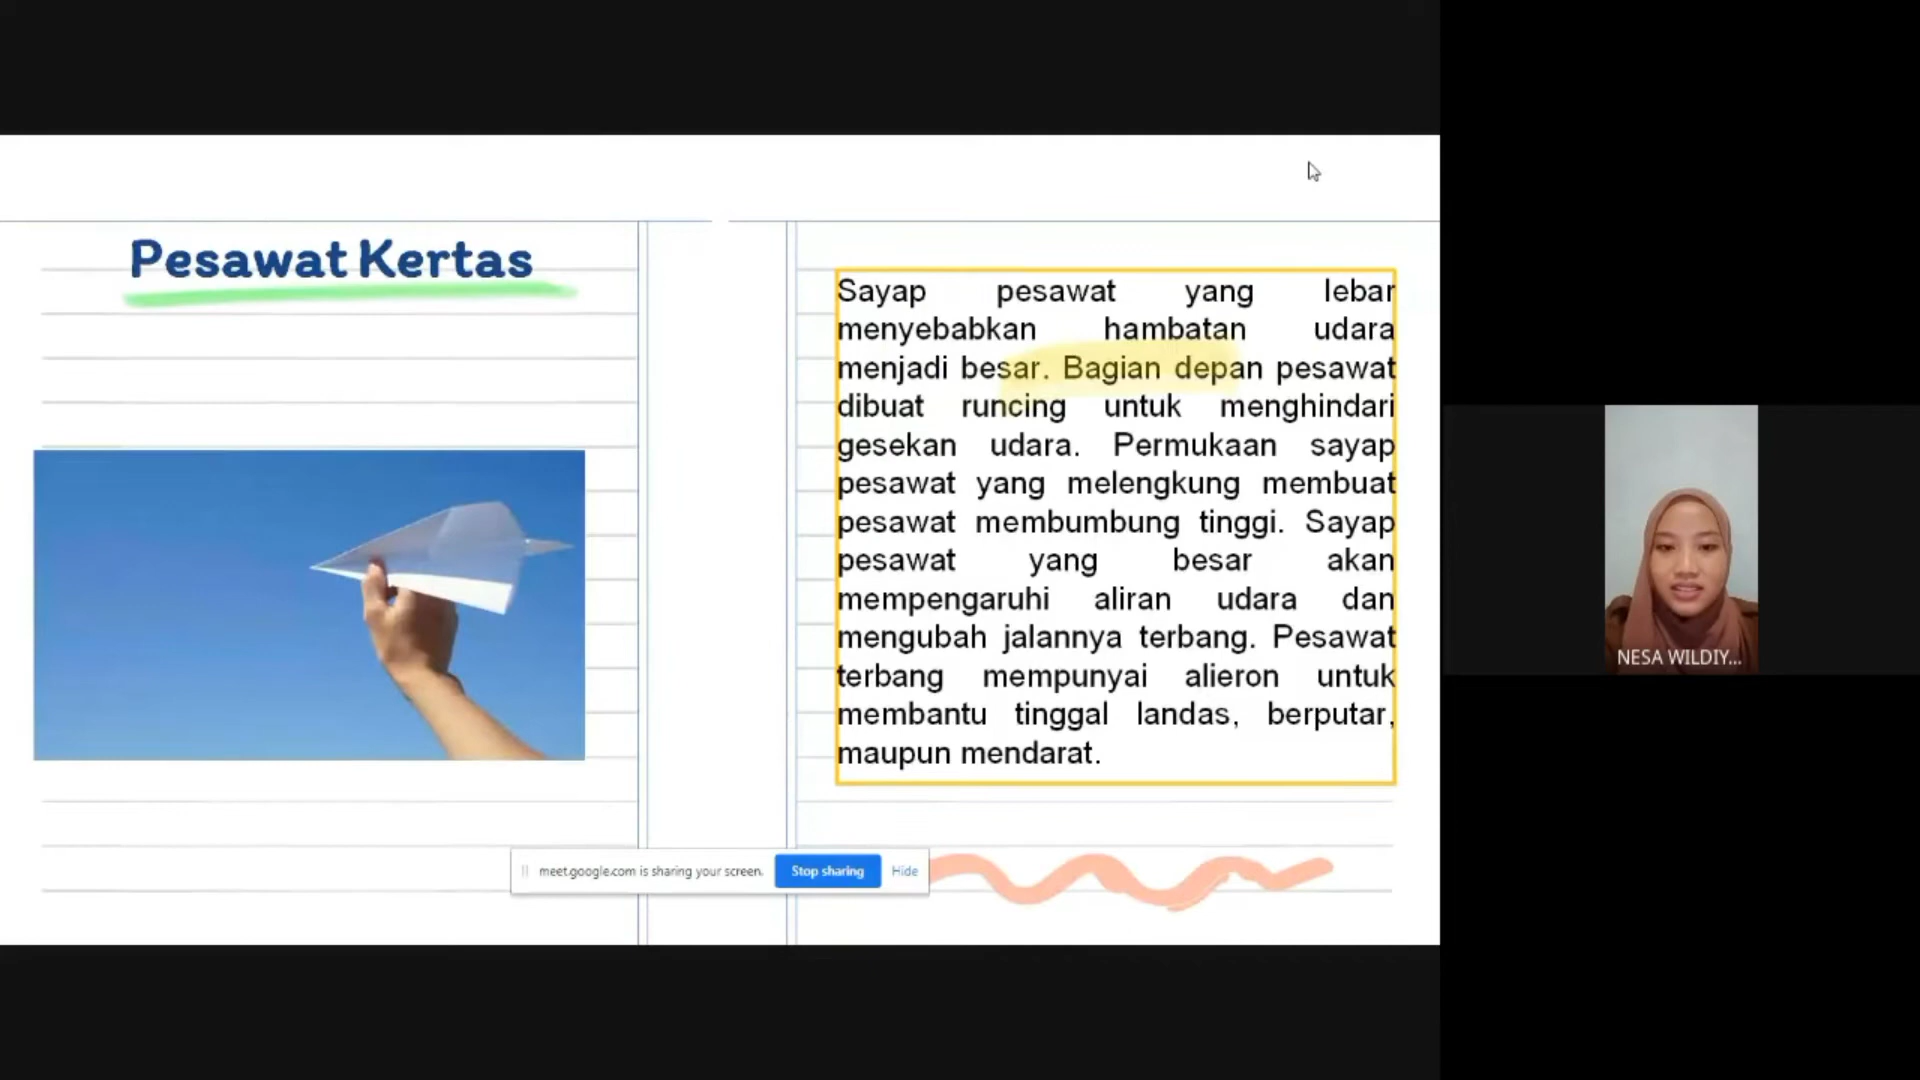 Pesawat Kertas
Sayap pesawat yang lebar
menyebabkan hambatan udara
menjadi besar. Bagian depan pesawat
dibuat runcing untuk menghindari
gesekan udara. Permukaan sayap
pesawat yang melengkung membuat
pesawat membumbung tinggi. Sayap
pesawat yang besar akan
mempengaruhi aliran udara dan
mengubah jalannya terbang. Pesawat
terbang mempunyai alieron untuk
membantu tinggal landas, berputar,
maupun mendarat.
meet.google.com is sharing your screen. Stop sharing Hide
NESA WILDIY...